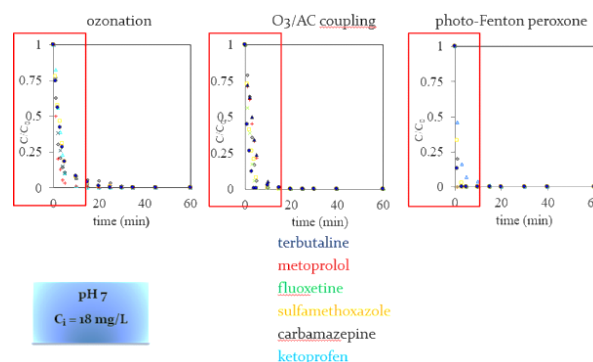 ozonation
O3/AC coupling
photo-Fenton peroxone
1
0.75
0.5
0.25
0
C/C0
0 20 40 60
time (min)
1
0.75
0.5
0.25
0
C/C0
0 20 40 60
time (min)
1
0.75
0.5
0.25
0
C/C0
0 20 40 60
time (min)
terbutaline
metoprolol
fluoxetine
sulfamethoxazole
carbamazepine
ketoprofen
pH 7
Ci = 18 mg/L